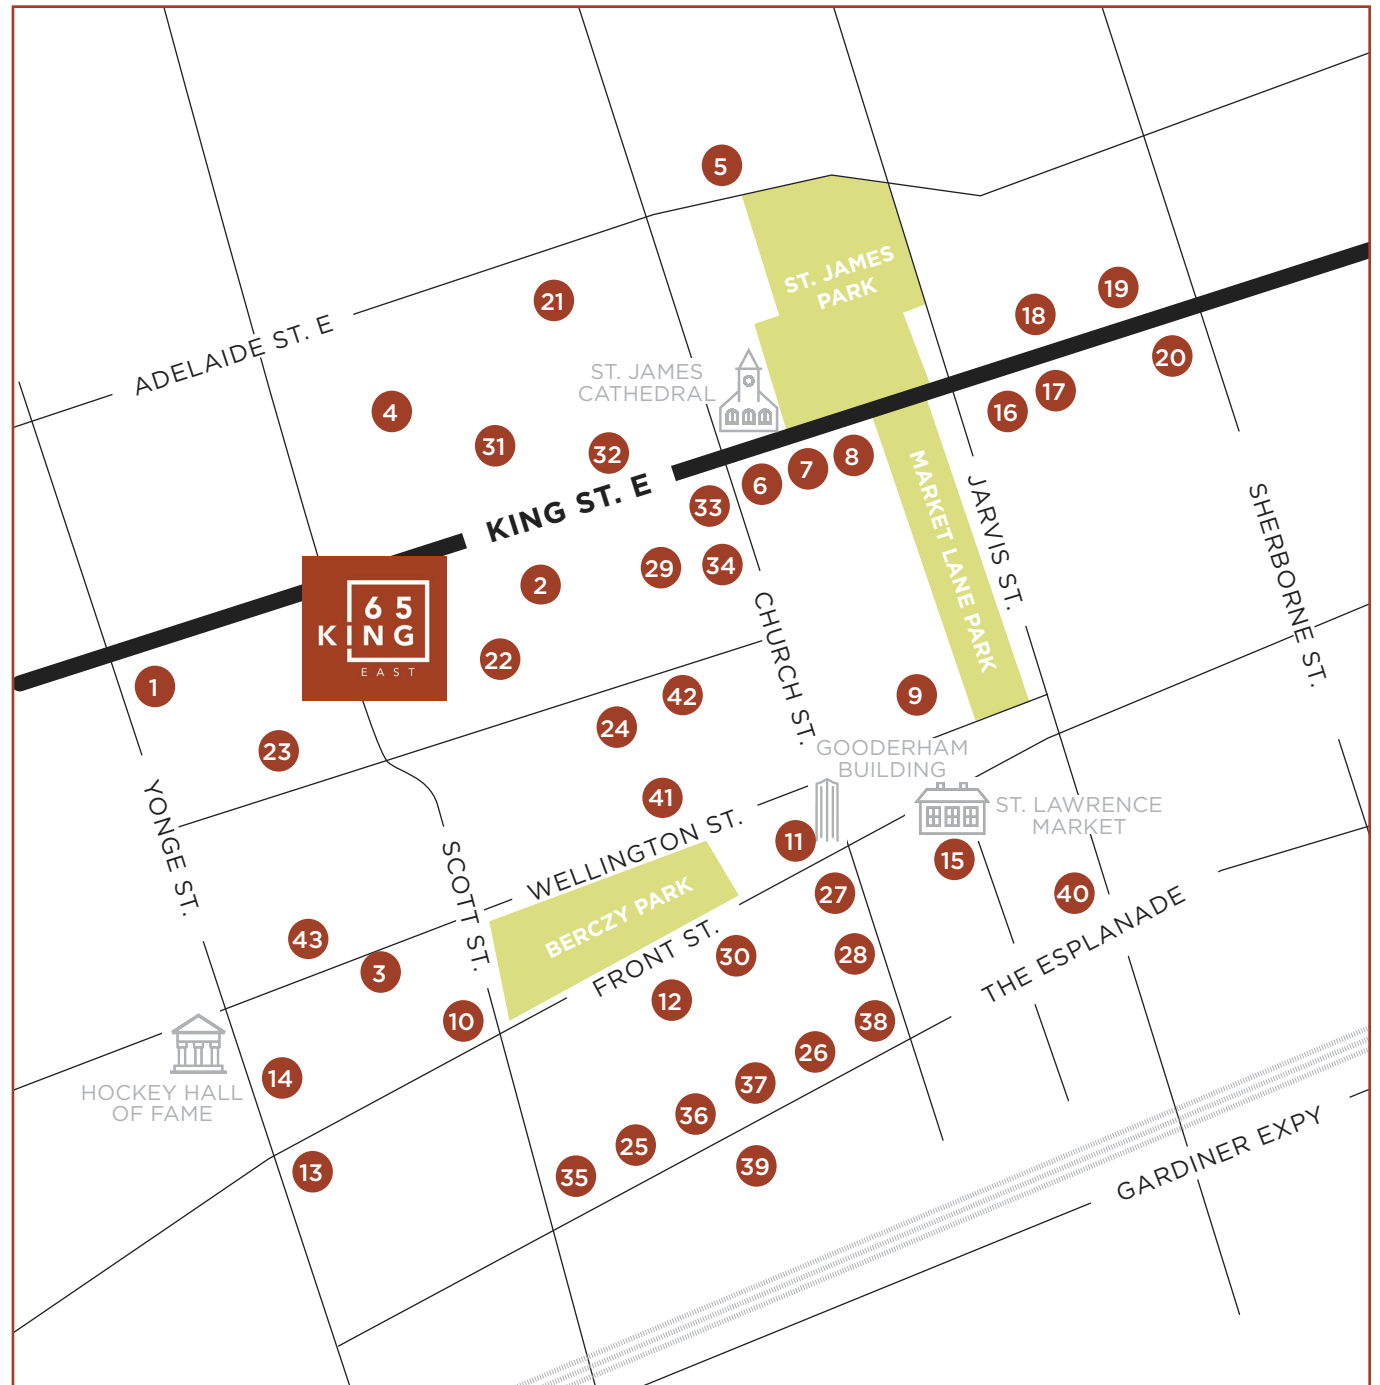 5
ST. JAMES
PARK
19
21
18
ADELAIDE ST. E
20
ST. JAMES
CATHEDRAL
17
4
16
31
32
8
7
KING ST. E
6
33
MARKET LANE PARK
JARVIS ST.
SHERBORNE ST.
29
34
2
65
KING
EAST
22
CHURCH ST.
1
42
9
24
23
GOODERHAM
BUILDING
41
ST. LAWRENCE
MARKET
YONGE ST.
WELLINGTON ST.
11
15
SCOTT ST.
27
40
BERCZY PARK
43
FRONT ST.
THE ESPLANADE
3
30
28
12
10
38
26
HOCKEY HALL
OF FAME
14
37
36
GARDINER EXPY
25
13
35
39